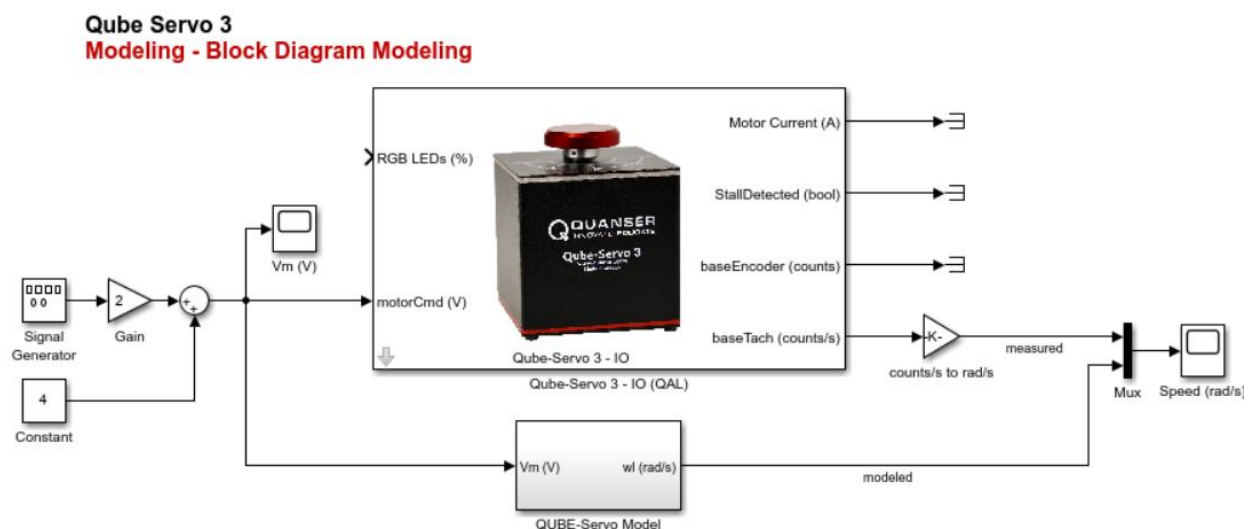 Qube Servo 3
Modeling - Block Diagram Modeling
RGB LEDs (%)
motorCmd (V)
QUANSER
Qube-Servo 3
Motor Current (A)
StallDetected (bool)
baseEncoder (counts)
baseTach (counts/s)
Qube-Servo 3 - IO
Qube-Servo 3 - IO (QAL)
Vm (V)
Signal
Generator
2
Gain
+
+
4
Constant
-K-
counts/s to rad/s
measured
Mux
Speed (rad/s)
Vm (V)
wl (rad/s)
QUBE-Servo Model
modeled